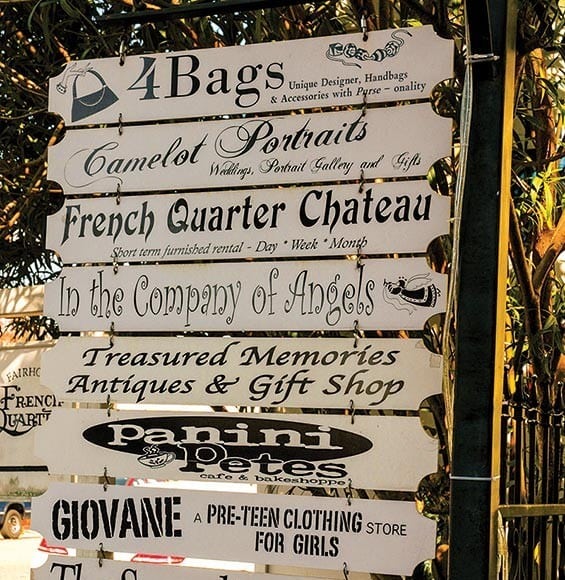 4Bags
Unique Designer, Handbags
& Accessories with Purse – onality
Camelot Portraits
Weddings, Portrait Gallery and Gifts
French Quarter Chateau
Short term furnished rental - Day * Week * Month
In the Company of Angels
Treasured Memories
Antiques & Gift Shop
panini
Petes
cafe & bakeshoppe
GIOVANE A PRE-TEEN CLOTHING STORE
FOR GIRLS
The
FAIRHO
FRENCH
QUART